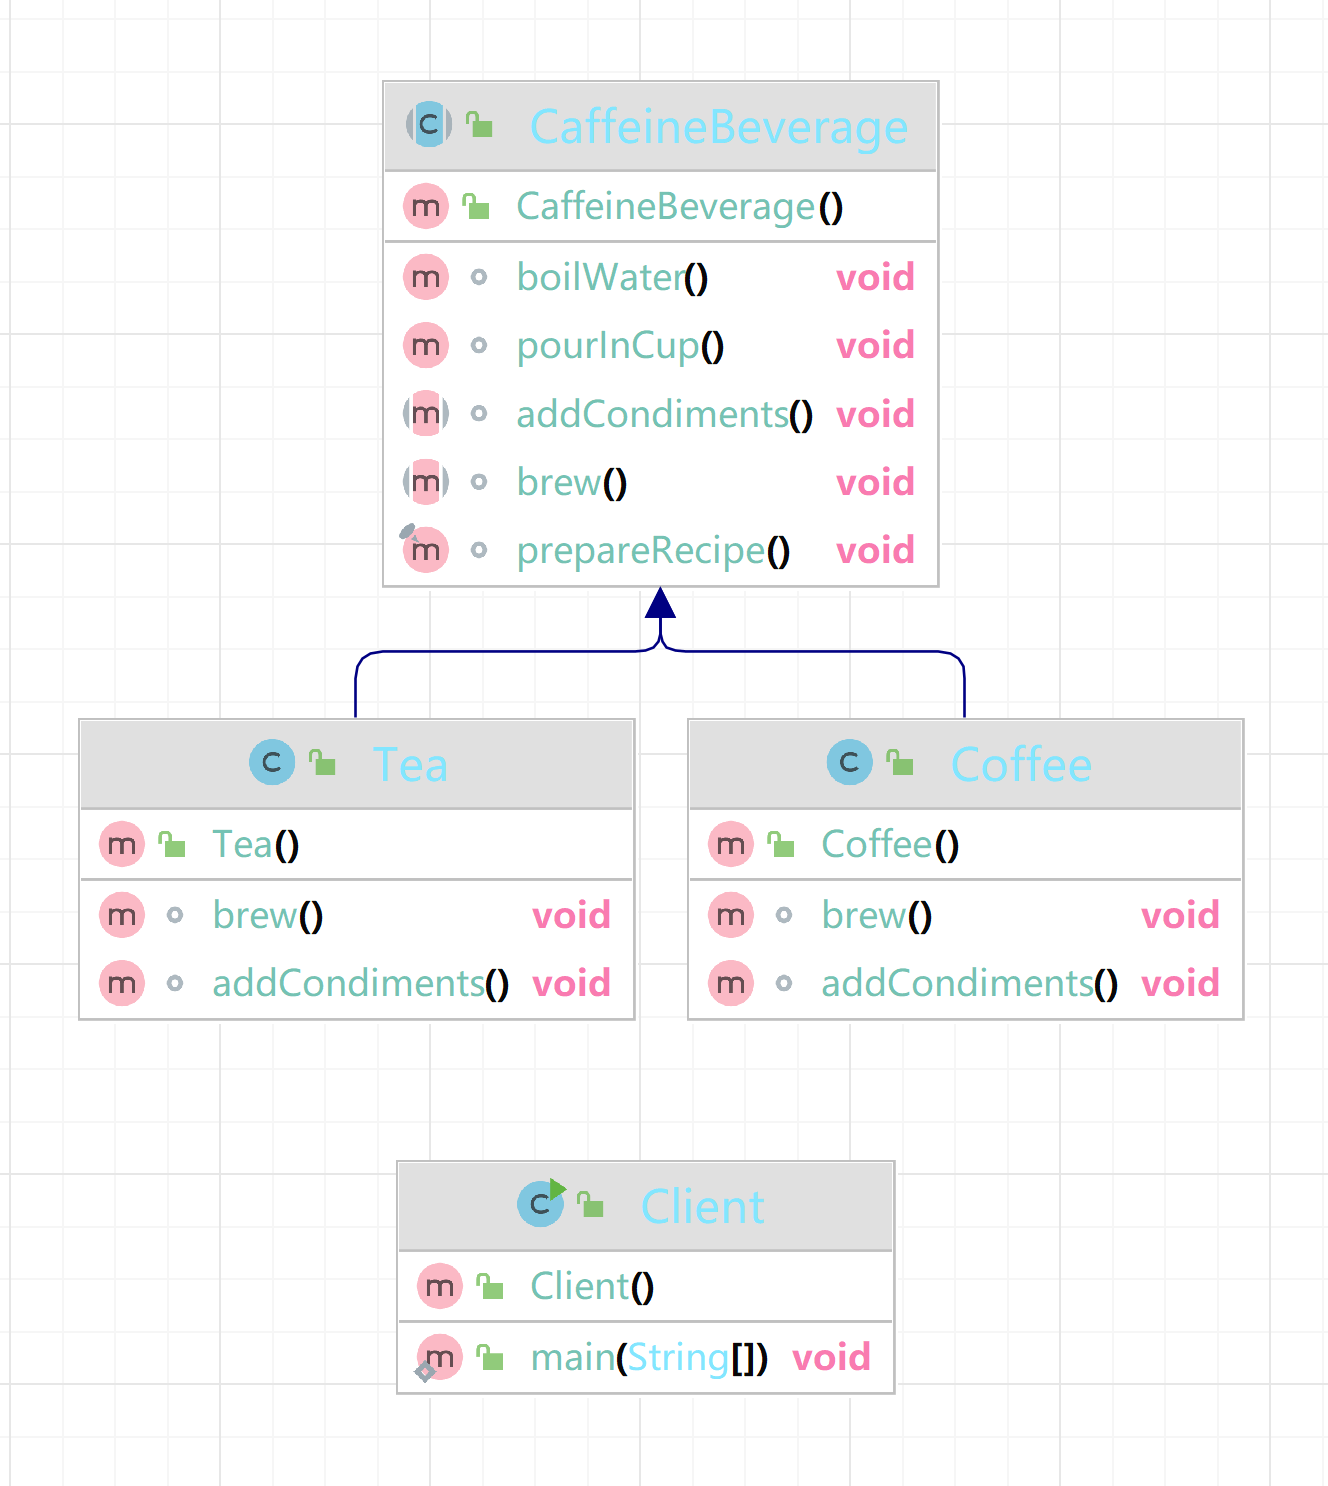 C CaffeineBeverage
m CaffeineBeverage()
m boilWater() void
m pourInCup() void
m addCondiments() void
m brew() void
m prepareRecipe() void
C Tea
m Tea()
m brew() void
m addCondiments() void
C Coffee
m Coffee()
m brew() void
m addCondiments() void
C Client
m Client()
m main(String[]) void